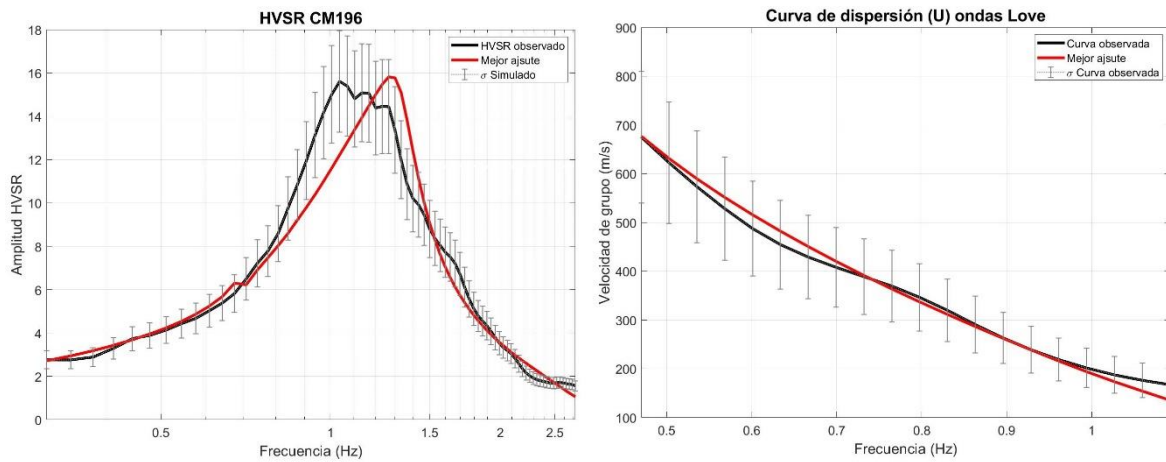 HVSR CM196
18
16
14
12
10
8
6
4
2
0
Amplitud HVSR
HVSR observado
Mejor ajsute
σ Simulado
0.5
1
1.5
2
2.5
Frecuencia (Hz)
Curva de dispersión (U) ondas Love
900
800
700
600
500
400
300
200
100
Velocidad de grupo (m/s)
Curva observada
Mejor ajsute
σ Curva observada
0.5
0.6
0.7
0.8
0.9
1
Frecuencia (Hz)